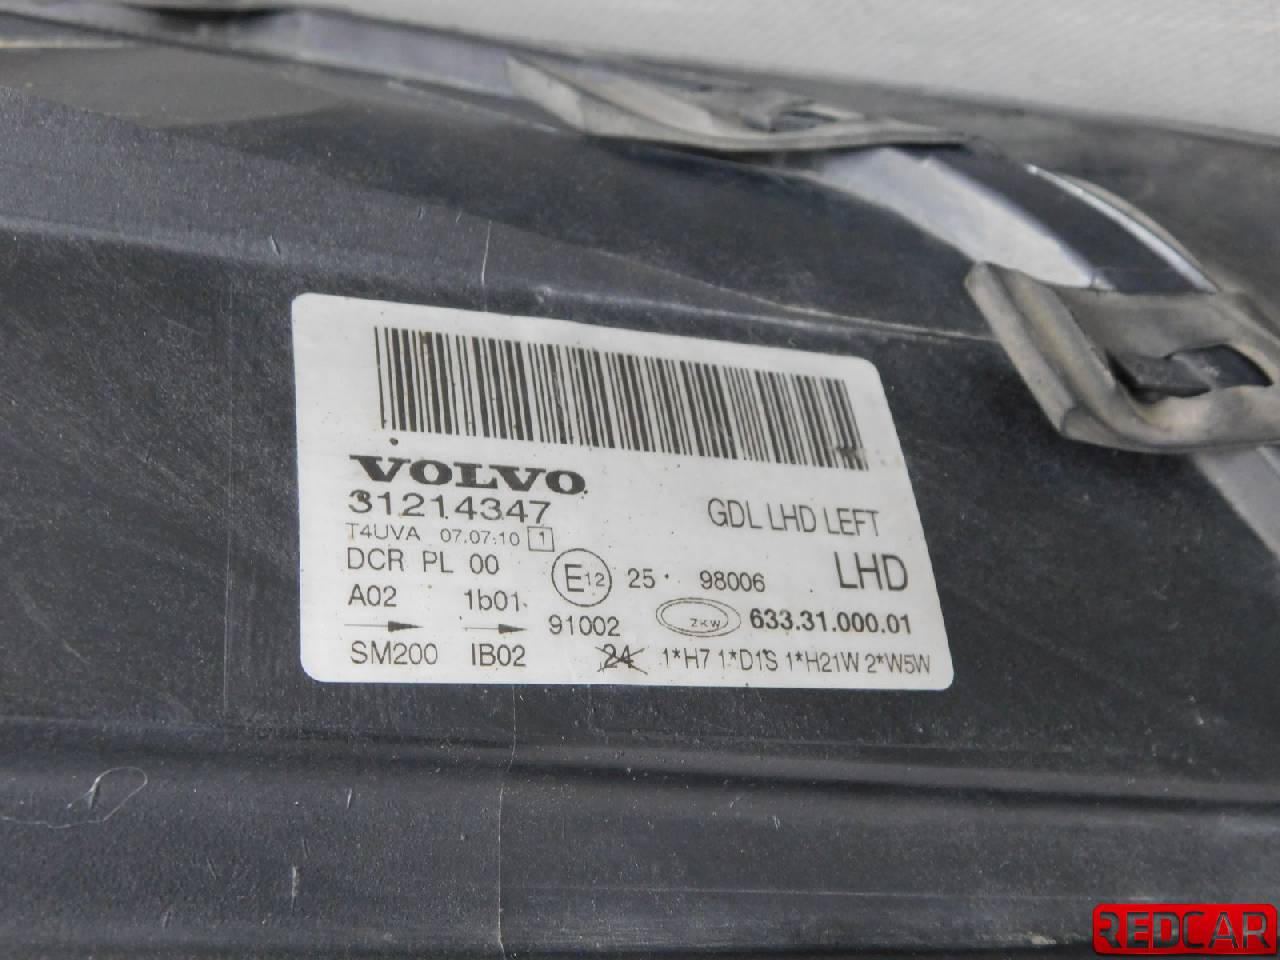 VOLVO
31214347
GDL LHD LEFT
T4UVA 07.07.10 1
DCR PL 00 E12 25 98006 LHD
A02 1b01 91002 ZKW 633.31.000.01
SM200 IB02 24 1*H7 1*D1S 1*H21W 2*W5W
REDCAR